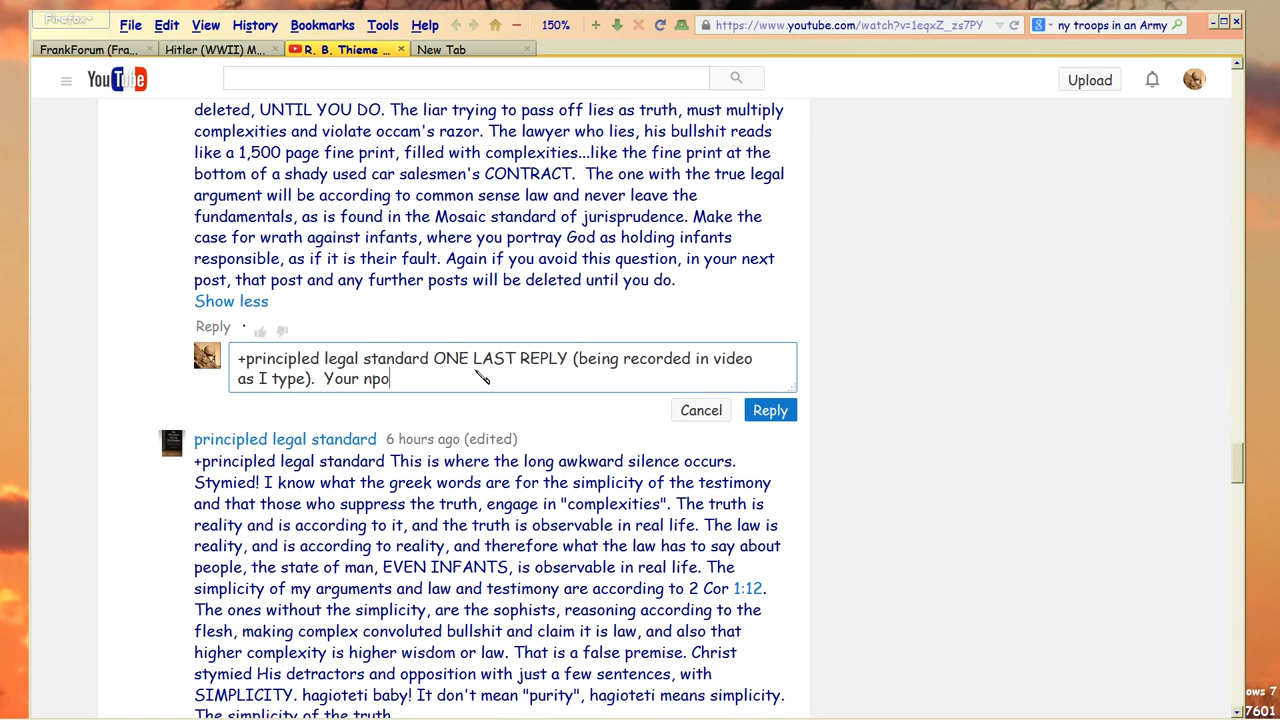 Firefox
File Edit View History Bookmarks Tools Help
150%
https://www.youtube.com/watch?v=1eqxZ_zs7PY
ny troops in an Army
FrankForum (Fra...
Hitler (WWII) M...
R. B. Thieme ...
New Tab
YouTube
Upload
deleted, UNTIL YOU DO. The liar trying to pass off lies as truth, must multiply
complexities and violate occam's razor. The lawyer who lies, his bullshit reads
like a 1,500 page fine print, filled with complexities...like the fine print at the
bottom of a shady used car salesmen's CONTRACT.  The one with the true legal
argument will be according to common sense law and never leave the
fundamentals, as is found in the Mosaic standard of jurisprudence. Make the
case for wrath against infants, where you portray God as holding infants
responsible, as if it is their fault. Again if you avoid this question, in your next
post, that post and any further posts will be deleted until you do.
Show less
Reply ·
+principled legal standard ONE LAST REPLY (being recorded in video
as I type).  Your npo
Cancel Reply
principled legal standard 6 hours ago (edited)
+principled legal standard This is where the long awkward silence occurs.
Stymied! I know what the greek words are for the simplicity of the testimony
and that those who suppress the truth, engage in "complexities". The truth is
reality and is according to it, and the truth is observable in real life. The law is
reality, and is according to reality, and therefore what the law has to say about
people, the state of man, EVEN INFANTS, is observable in real life. The
simplicity of my arguments and law and testimony are according to 2 Cor 1:12.
The ones without the simplicity, are the sophists, reasoning according to the
flesh, making complex convoluted bullshit and claim it is law, and also that
higher complexity is higher wisdom or law. That is a false premise. Christ
stymied His detractors and opposition with just a few sentences, with
SIMPLICITY. hagioteti baby! It don't mean "purity", hagioteti means simplicity.
The simplicity of the truth
ows 7
7601